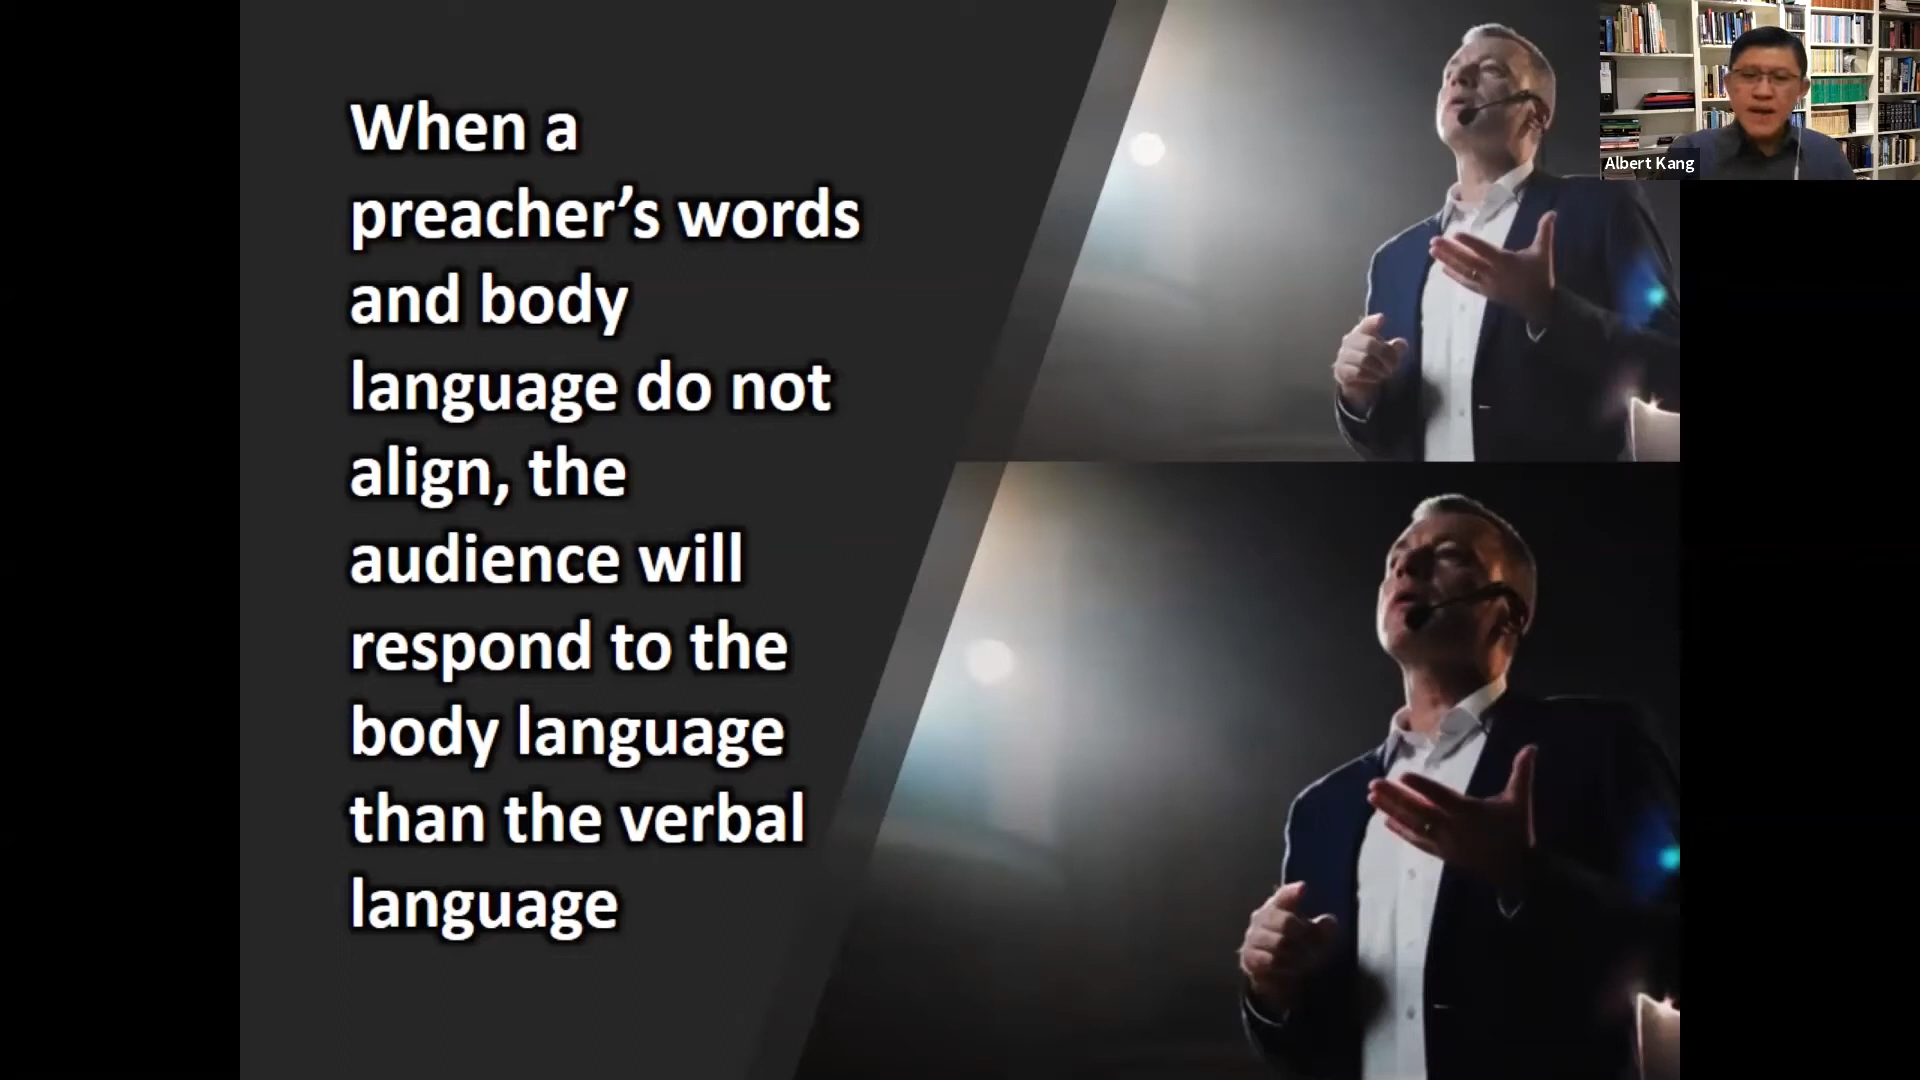 When a
preacher’s words
and body
language do not
align, the
audience will
respond to the
body language
than the verbal
language
Albert Kang